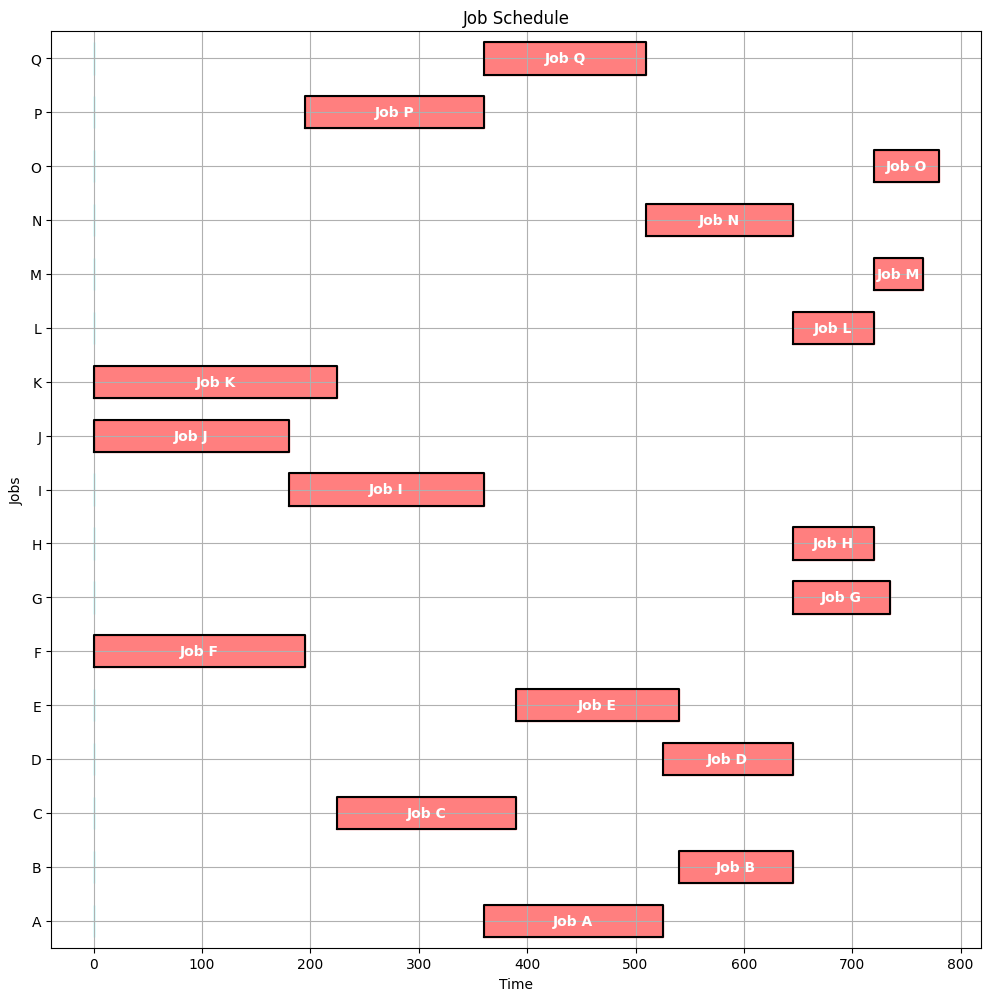 Job Schedule
Q
Job Q
P
Job P
O
Job O
N
Job N
M
Job M
L
Job L
K
Job K
J
Job J
I
Job I
Jobs
H
Job H
G
Job G
F
Job F
E
Job E
D
Job D
C
Job C
B
Job B
A
Job A
0 100 200 300 400 500 600 700 800
Time